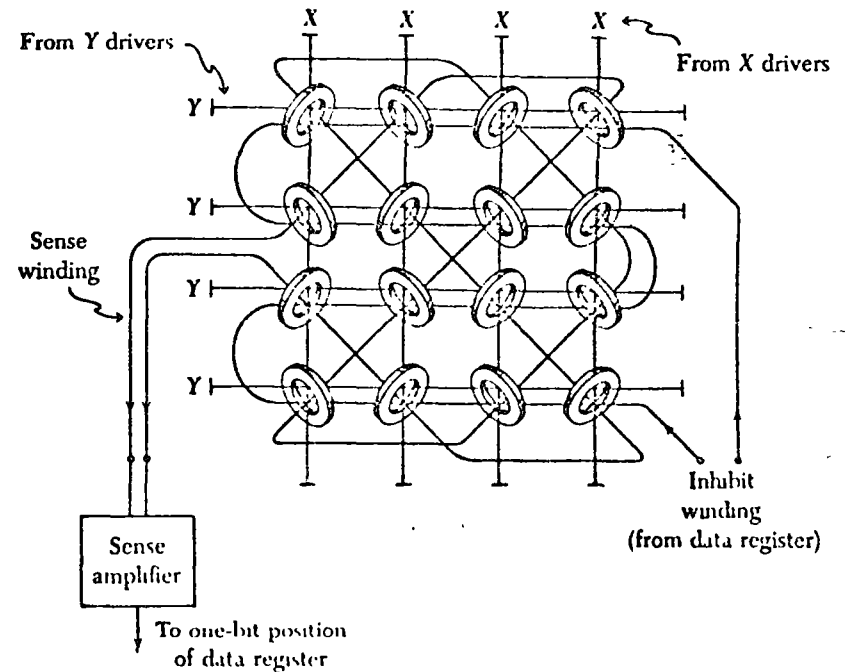 X X X X
From Y drivers
From X drivers
Y
Y
Sense
winding
Y
Y
Inhibit
winding
(from data register)
Sense
amplifier
To one-bit position
of data register